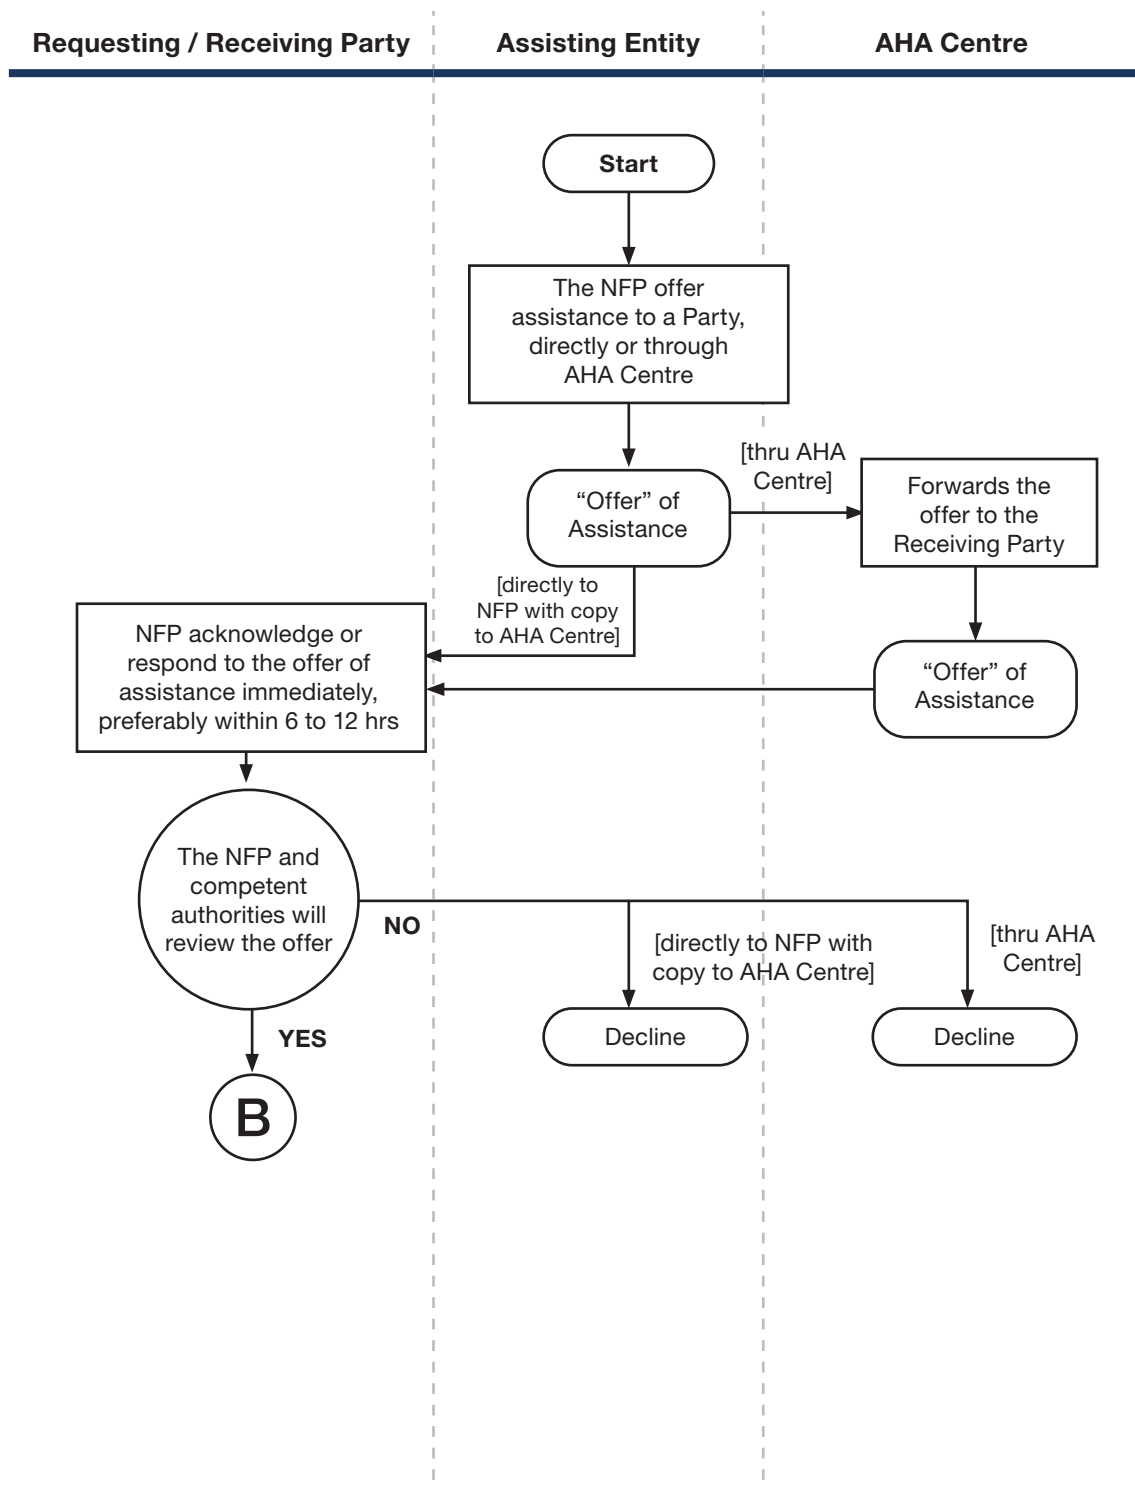 Requesting / Receiving Party
Assisting Entity
AHA Centre
Start
The NFP offer
assistance to a Party,
directly or through
AHA Centre
[thru AHA
Centre]
“Offer” of
Assistance
Forwards the
offer to the
Receiving Party
[directly to
NFP with copy
to AHA Centre]
NFP acknowledge or
respond to the offer of
assistance immediately,
preferably within 6 to 12 hrs
“Offer” of
Assistance
The NFP and
competent
authorities will
review the offer
NO
[directly to NFP with
copy to AHA Centre]
[thru AHA
Centre]
Decline
Decline
YES
B